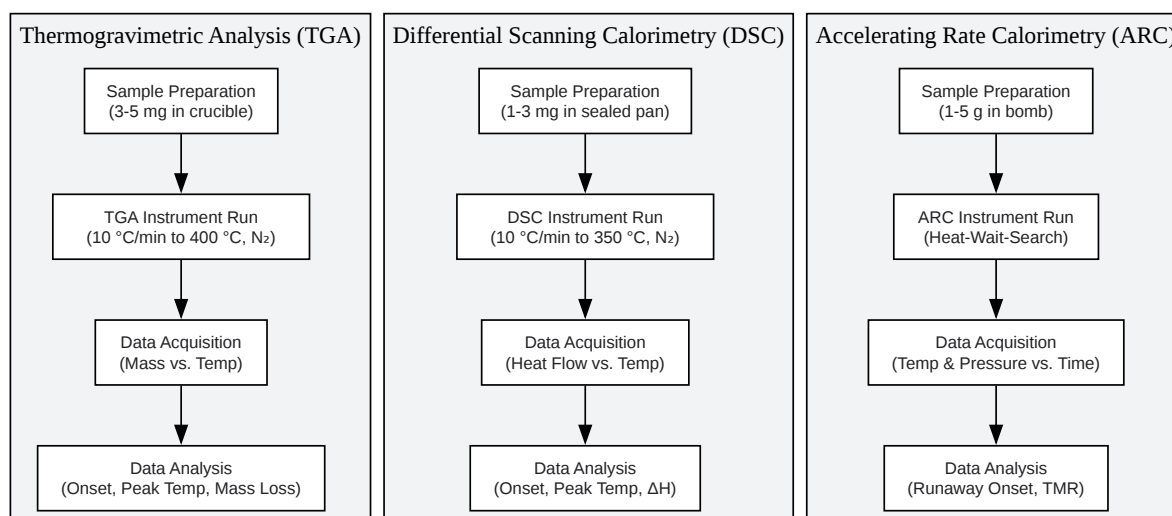 Thermogravimetric Analysis (TGA)
Sample Preparation
(3-5 mg in crucible)
TGA Instrument Run
(10 °C/min to 400 °C, N₂)
Data Acquisition
(Mass vs. Temp)
Data Analysis
(Onset, Peak Temp, Mass Loss)
Differential Scanning Calorimetry (DSC)
Sample Preparation
(1-3 mg in sealed pan)
DSC Instrument Run
(10 °C/min to 350 °C, N₂)
Data Acquisition
(Heat Flow vs. Temp)
Data Analysis
(Onset, Peak Temp, ΔH)
Accelerating Rate Calorimetry (ARC)
Sample Preparation
(1-5 g in bomb)
ARC Instrument Run
(Heat-Wait-Search)
Data Acquisition
(Temp & Pressure vs. Time)
Data Analysis
(Runaway Onset, TMR)